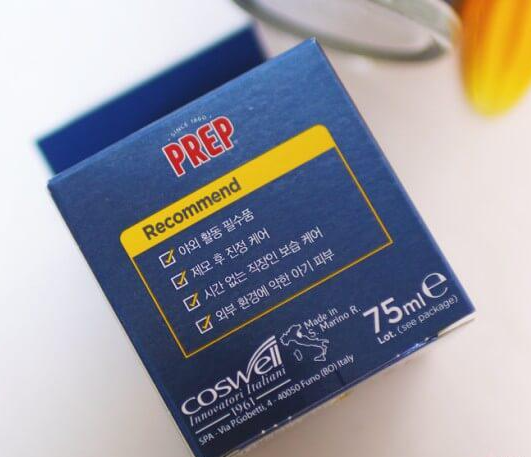 SINCE 1860
PREP
Recommend
야외 활동 필수품
제모 후 진정 케어
시간 없는 직장인 보습 케어
외부 환경에 약한 아기 피부
Made in
S. Marino R.
75ml e
Lot. (see package)
coswell
Innovatori Italiani
1961
SPA - Via P.Gobetti, 4 - 40050 Funo (BO) Italy